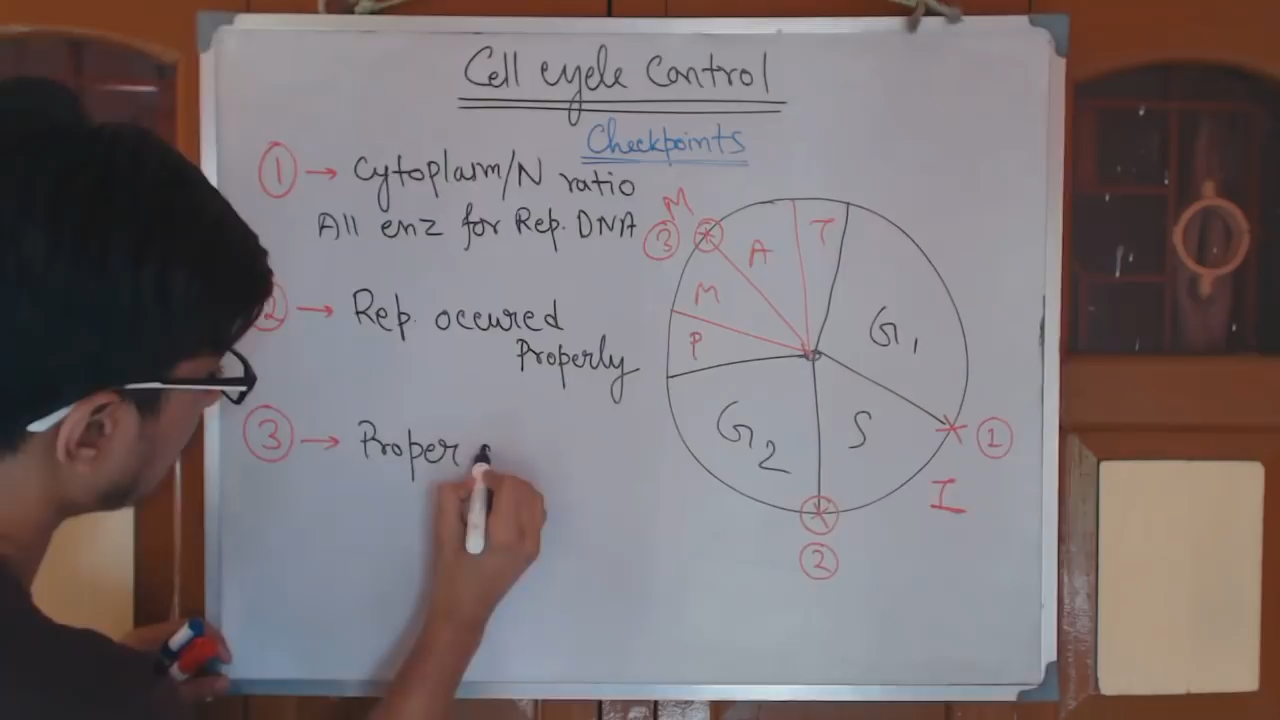 Cell cycle Control
Checkpoints
1 → Cytoplasm/N ratio
All enz for Rep. DNA
2 → Rep. occured
Properly
3 → Proper
M
3
A
T
M
P
G1
G2
S
1
I
2